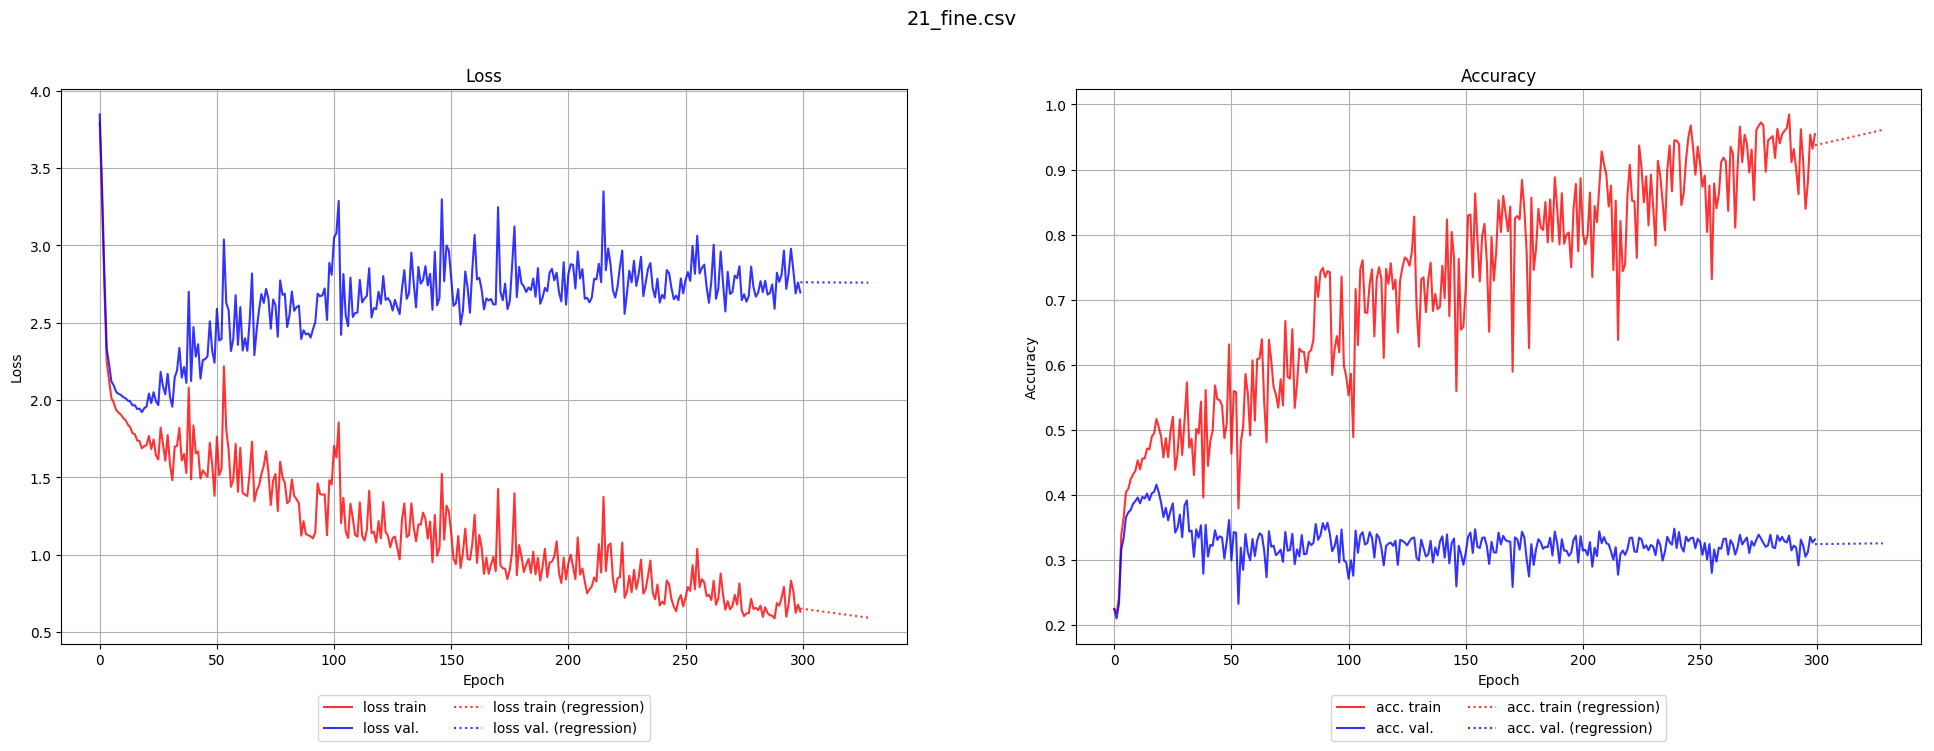 21_fine.csv
Loss
4.0
3.5
3.0
2.5
2.0
1.5
1.0
0.5
Loss
0 50 100 150 200 250 300
Epoch
loss train loss train (regression)
loss val. loss val. (regression)
Accuracy
1.0
0.9
0.8
0.7
0.6
0.5
0.4
0.3
0.2
Accuracy
0 50 100 150 200 250 300
Epoch
acc. train acc. train (regression)
acc. val. acc. val. (regression)